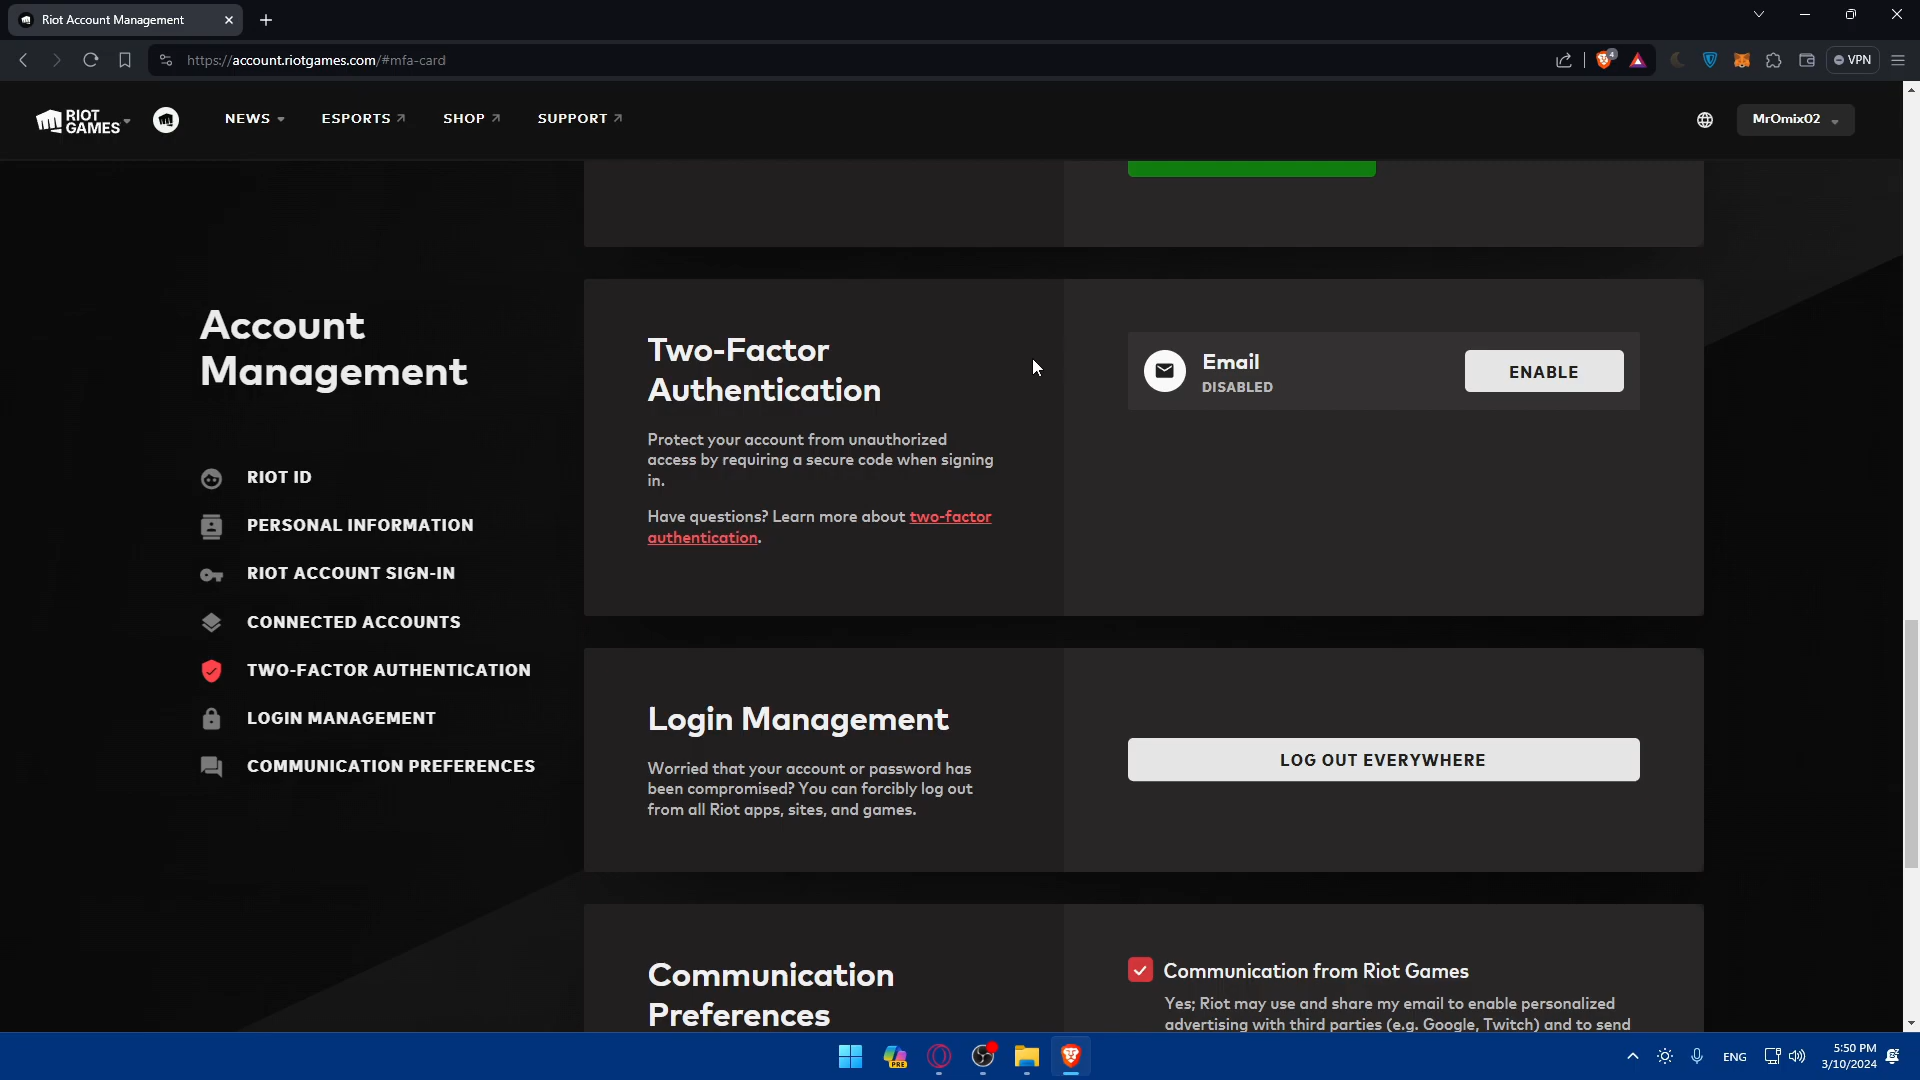 Riot Account Management
https://account.riotgames.com/#mfa-card
4
VPN
RIOT GAMES
NEWS
ESPORTS
SHOP
SUPPORT
MrOmix02
Account
Management
RIOT ID
PERSONAL INFORMATION
RIOT ACCOUNT SIGN-IN
CONNECTED ACCOUNTS
TWO-FACTOR AUTHENTICATION
LOGIN MANAGEMENT
COMMUNICATION PREFERENCES
Two-Factor
Authentication
Protect your account from unauthorized
access by requiring a secure code when signing
in.
Have questions? Learn more about two-factor
authentication.
Email
DISABLED
ENABLE
Login Management
Worried that your account or password has
been compromised? You can forcibly log out
from all Riot apps, sites, and games.
LOG OUT EVERYWHERE
Communication
Preferences
Communication from Riot Games
Yes; Riot may use and share my email to enable personalized
advertising with third parties (e.g. Google, Twitch) and to send
PRE
ENG
5:50 PM
3/10/2024